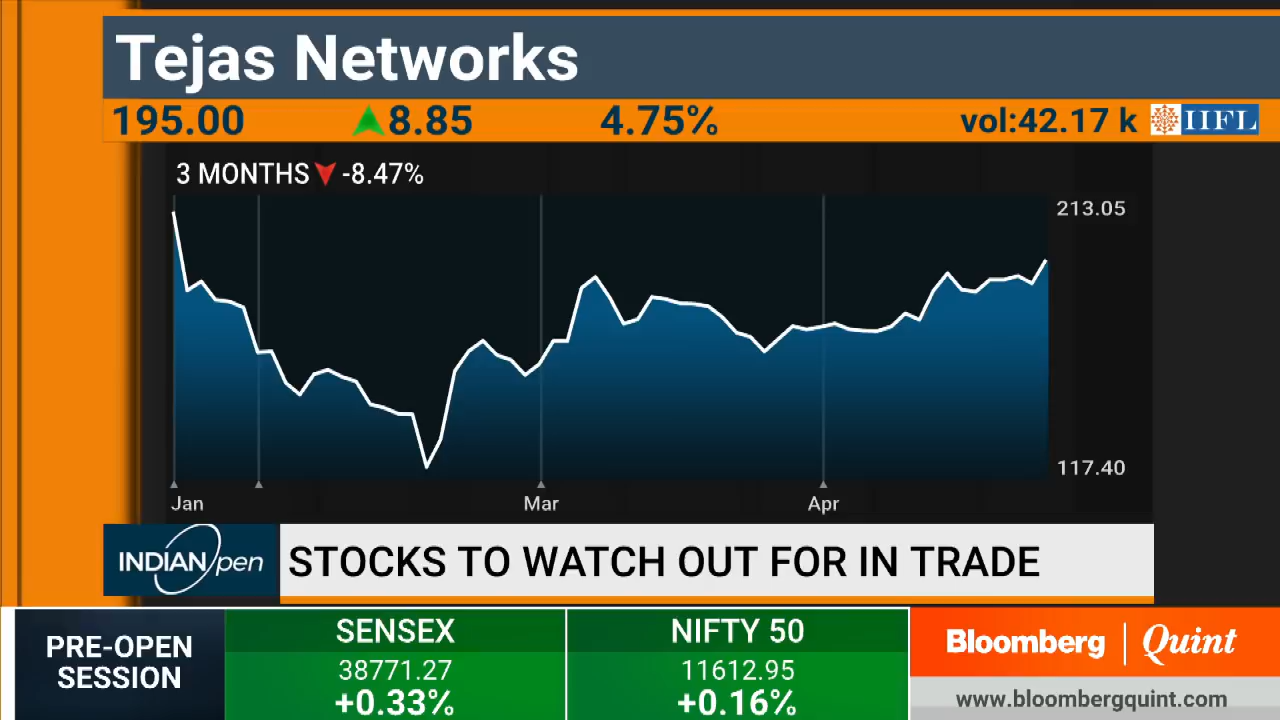 Tejas Networks
195.00 8.85 4.75% vol:42.17 k IIFL
3 MONTHS -8.47%
213.05
117.40
Jan Mar Apr
INDIAN Open STOCKS TO WATCH OUT FOR IN TRADE
PRE-OPEN
SESSION
SENSEX
38771.27
+0.33%
NIFTY 50
11612.95
+0.16%
Bloomberg | Quint
www.bloombergquint.com